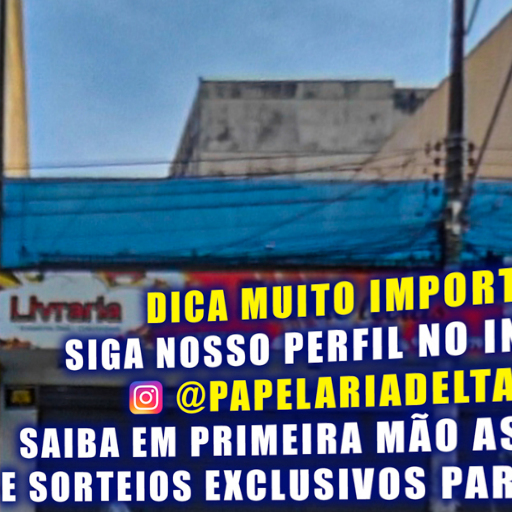 Livraria
DICA MUITO IMPORT
SIGA NOSSO PERFIL NO IN
@PAPELARIADELTA
SAIBA EM PRIMEIRA MÃO AS
E SORTEIOS EXCLUSIVOS PAR